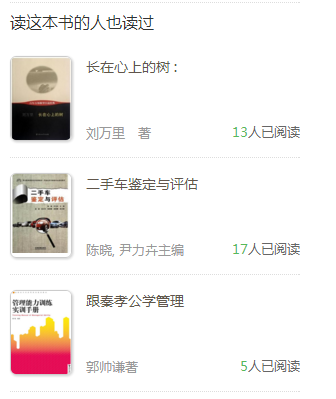 读这本书的人也读过
长在心上的树 :
刘万里 著
13人已阅读
二手车
鉴定与评估
二手车鉴定与评估
陈晓, 尹力卉主编
17人已阅读
管理能力训练
实训手册
跟秦孝公学管理
郭帅谦著
5人已阅读